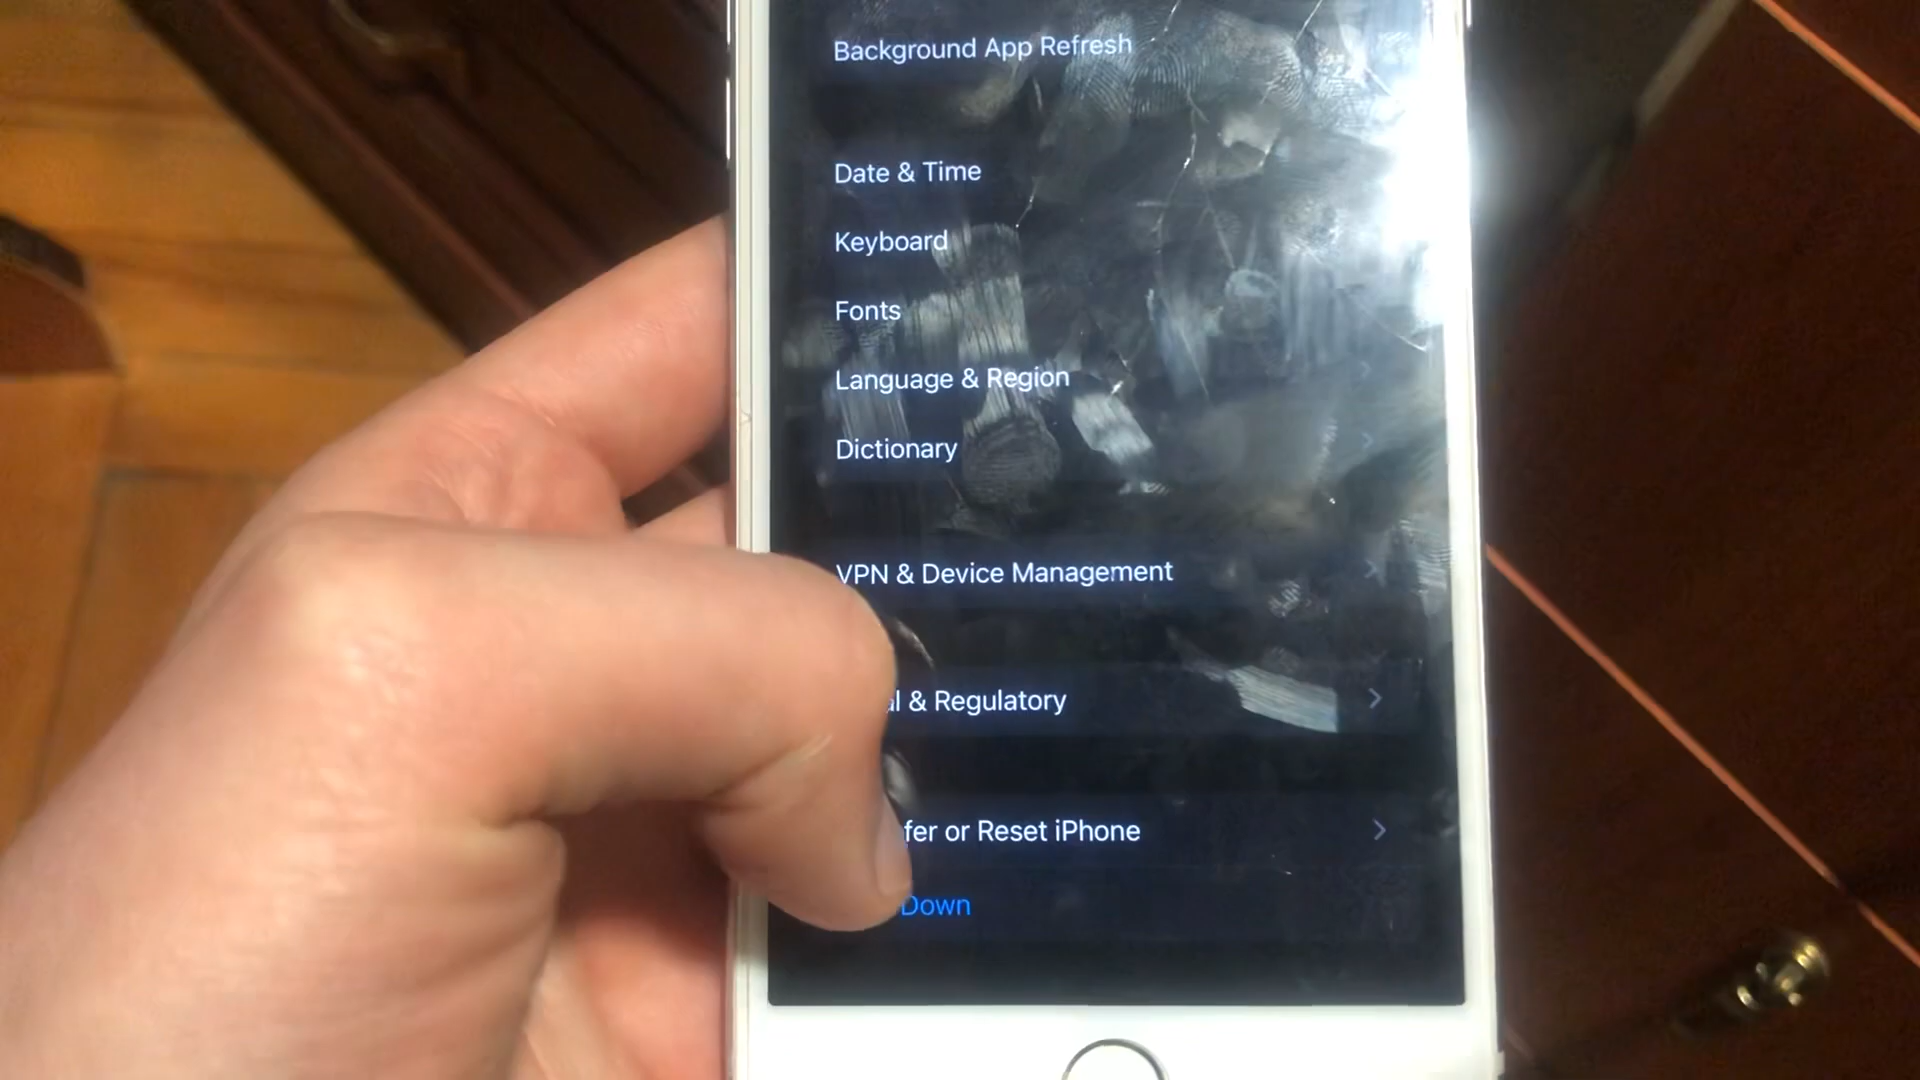 Background App Refresh
Date & Time
Keyboard
Fonts
Language & Region
Dictionary
VPN & Device Management
al & Regulatory
fer or Reset iPhone
Down